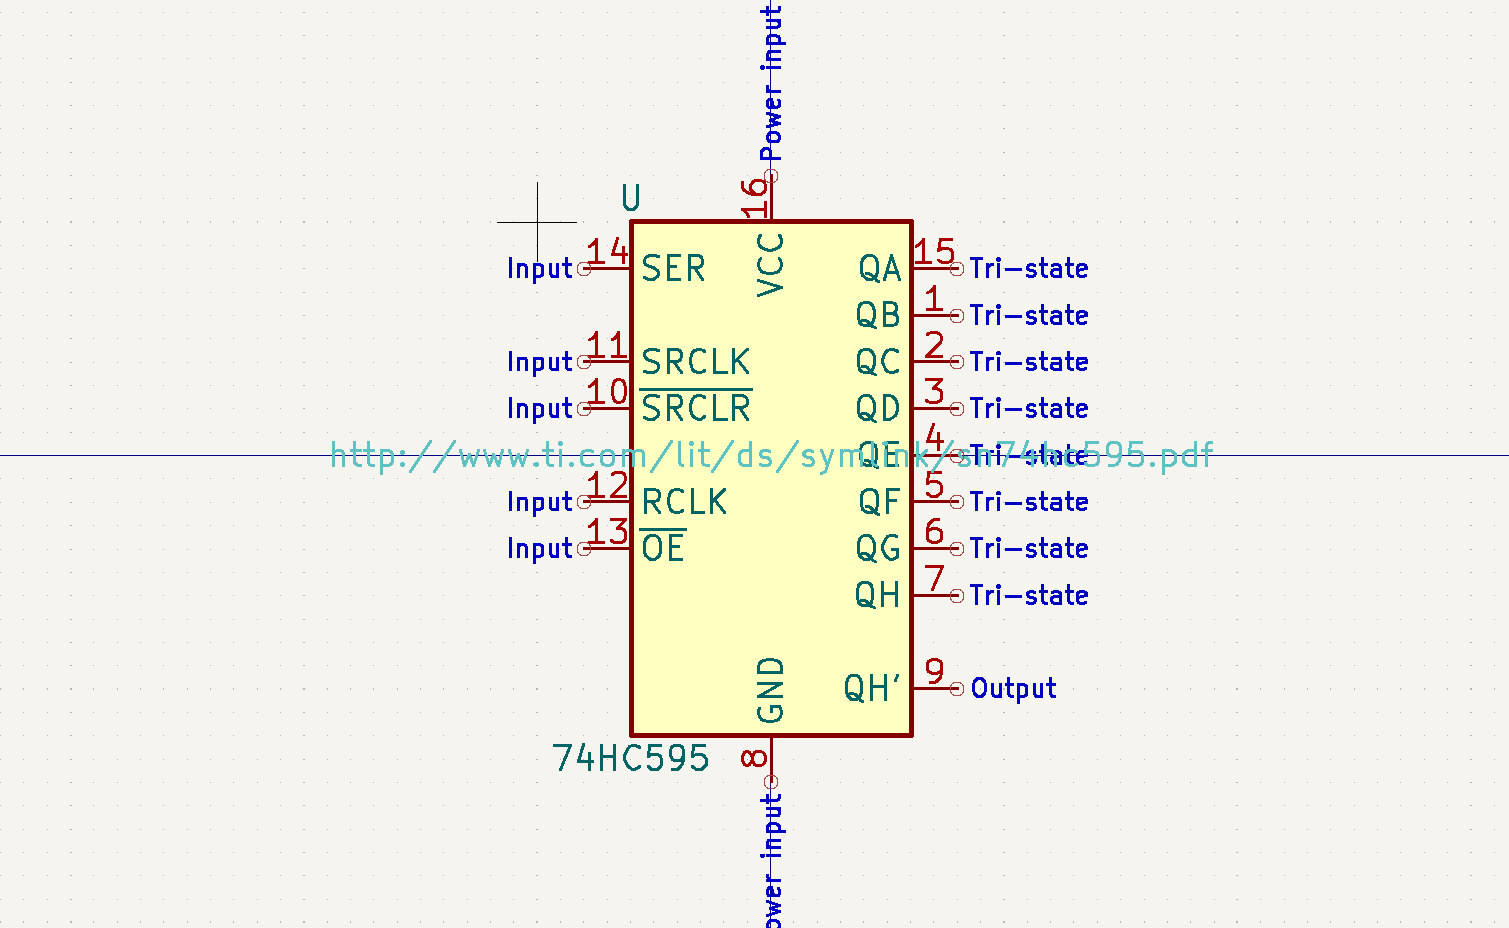 Power input
U
16
VCC
Input 14 SER
QA 15 Tri-state
QB 1 Tri-state
Input 11 SRCLK
QC 2 Tri-state
Input 10 SRCLR
QD 3 Tri-state
QE 4 Tri-state
http://www.ti.com/lit/ds/symlink/sn74hc595.pdf
Input 12 RCLK
QF 5 Tri-state
Input 13 OE
QG 6 Tri-state
QH 7 Tri-state
QH' 9 Output
GND
74HC595
8
ower input